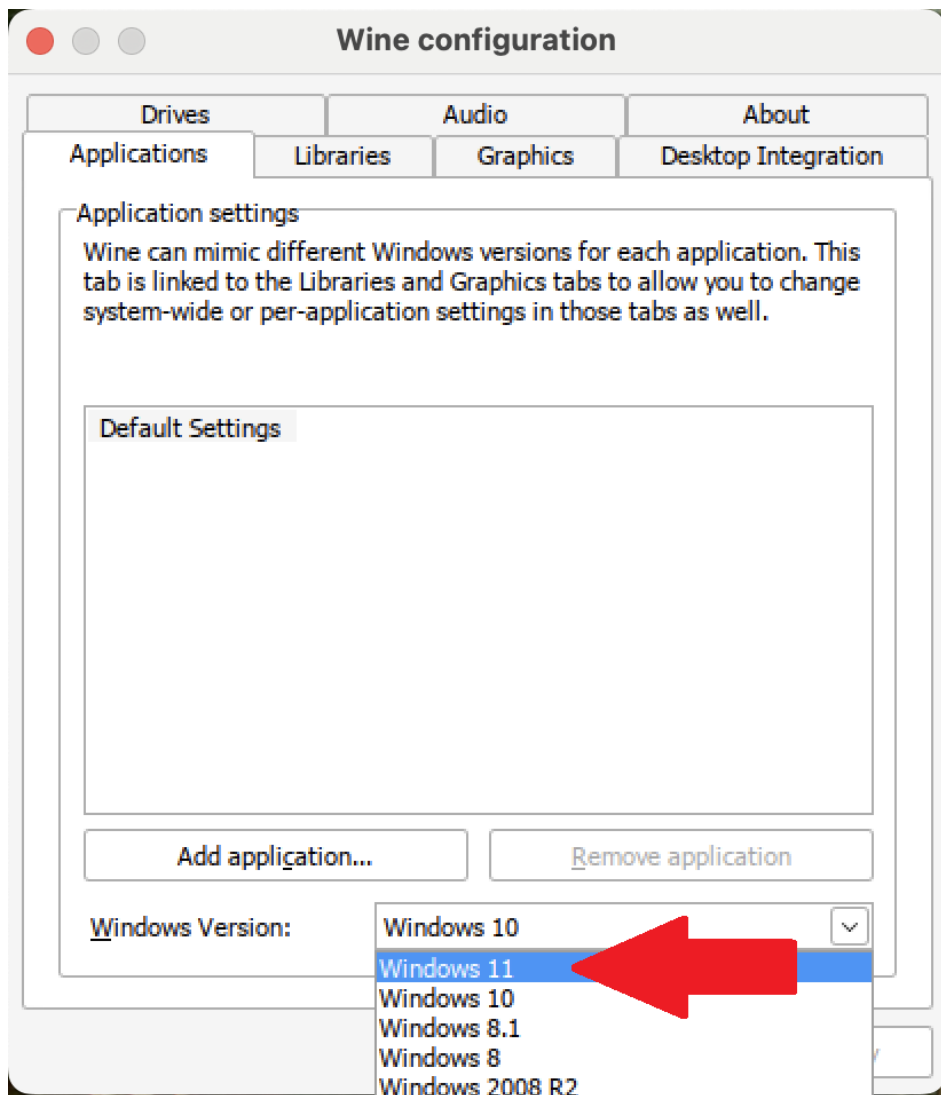 Wine configuration
Drives
Audio
About
Applications
Libraries
Graphics
Desktop Integration
Application settings
Wine can mimic different Windows versions for each application. This
tab is linked to the Libraries and Graphics tabs to allow you to change
system-wide or per-application settings in those tabs as well.
Default Settings
Add application...
Remove application
Windows Version:
Windows 10
Windows 11
Windows 10
Windows 8.1
Windows 8
Windows 2008 R2